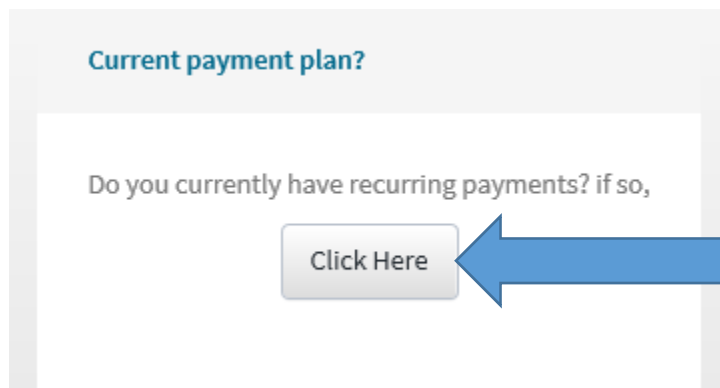 Current payment plan?
Do you currently have recurring payments? if so,
Click Here